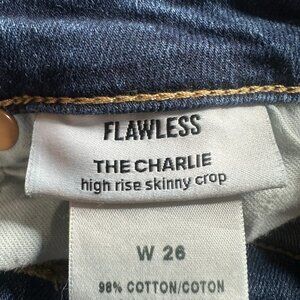 FLAWLESS
THE CHARLIE
high rise skinny crop
W 26
98% COTTON/COTON